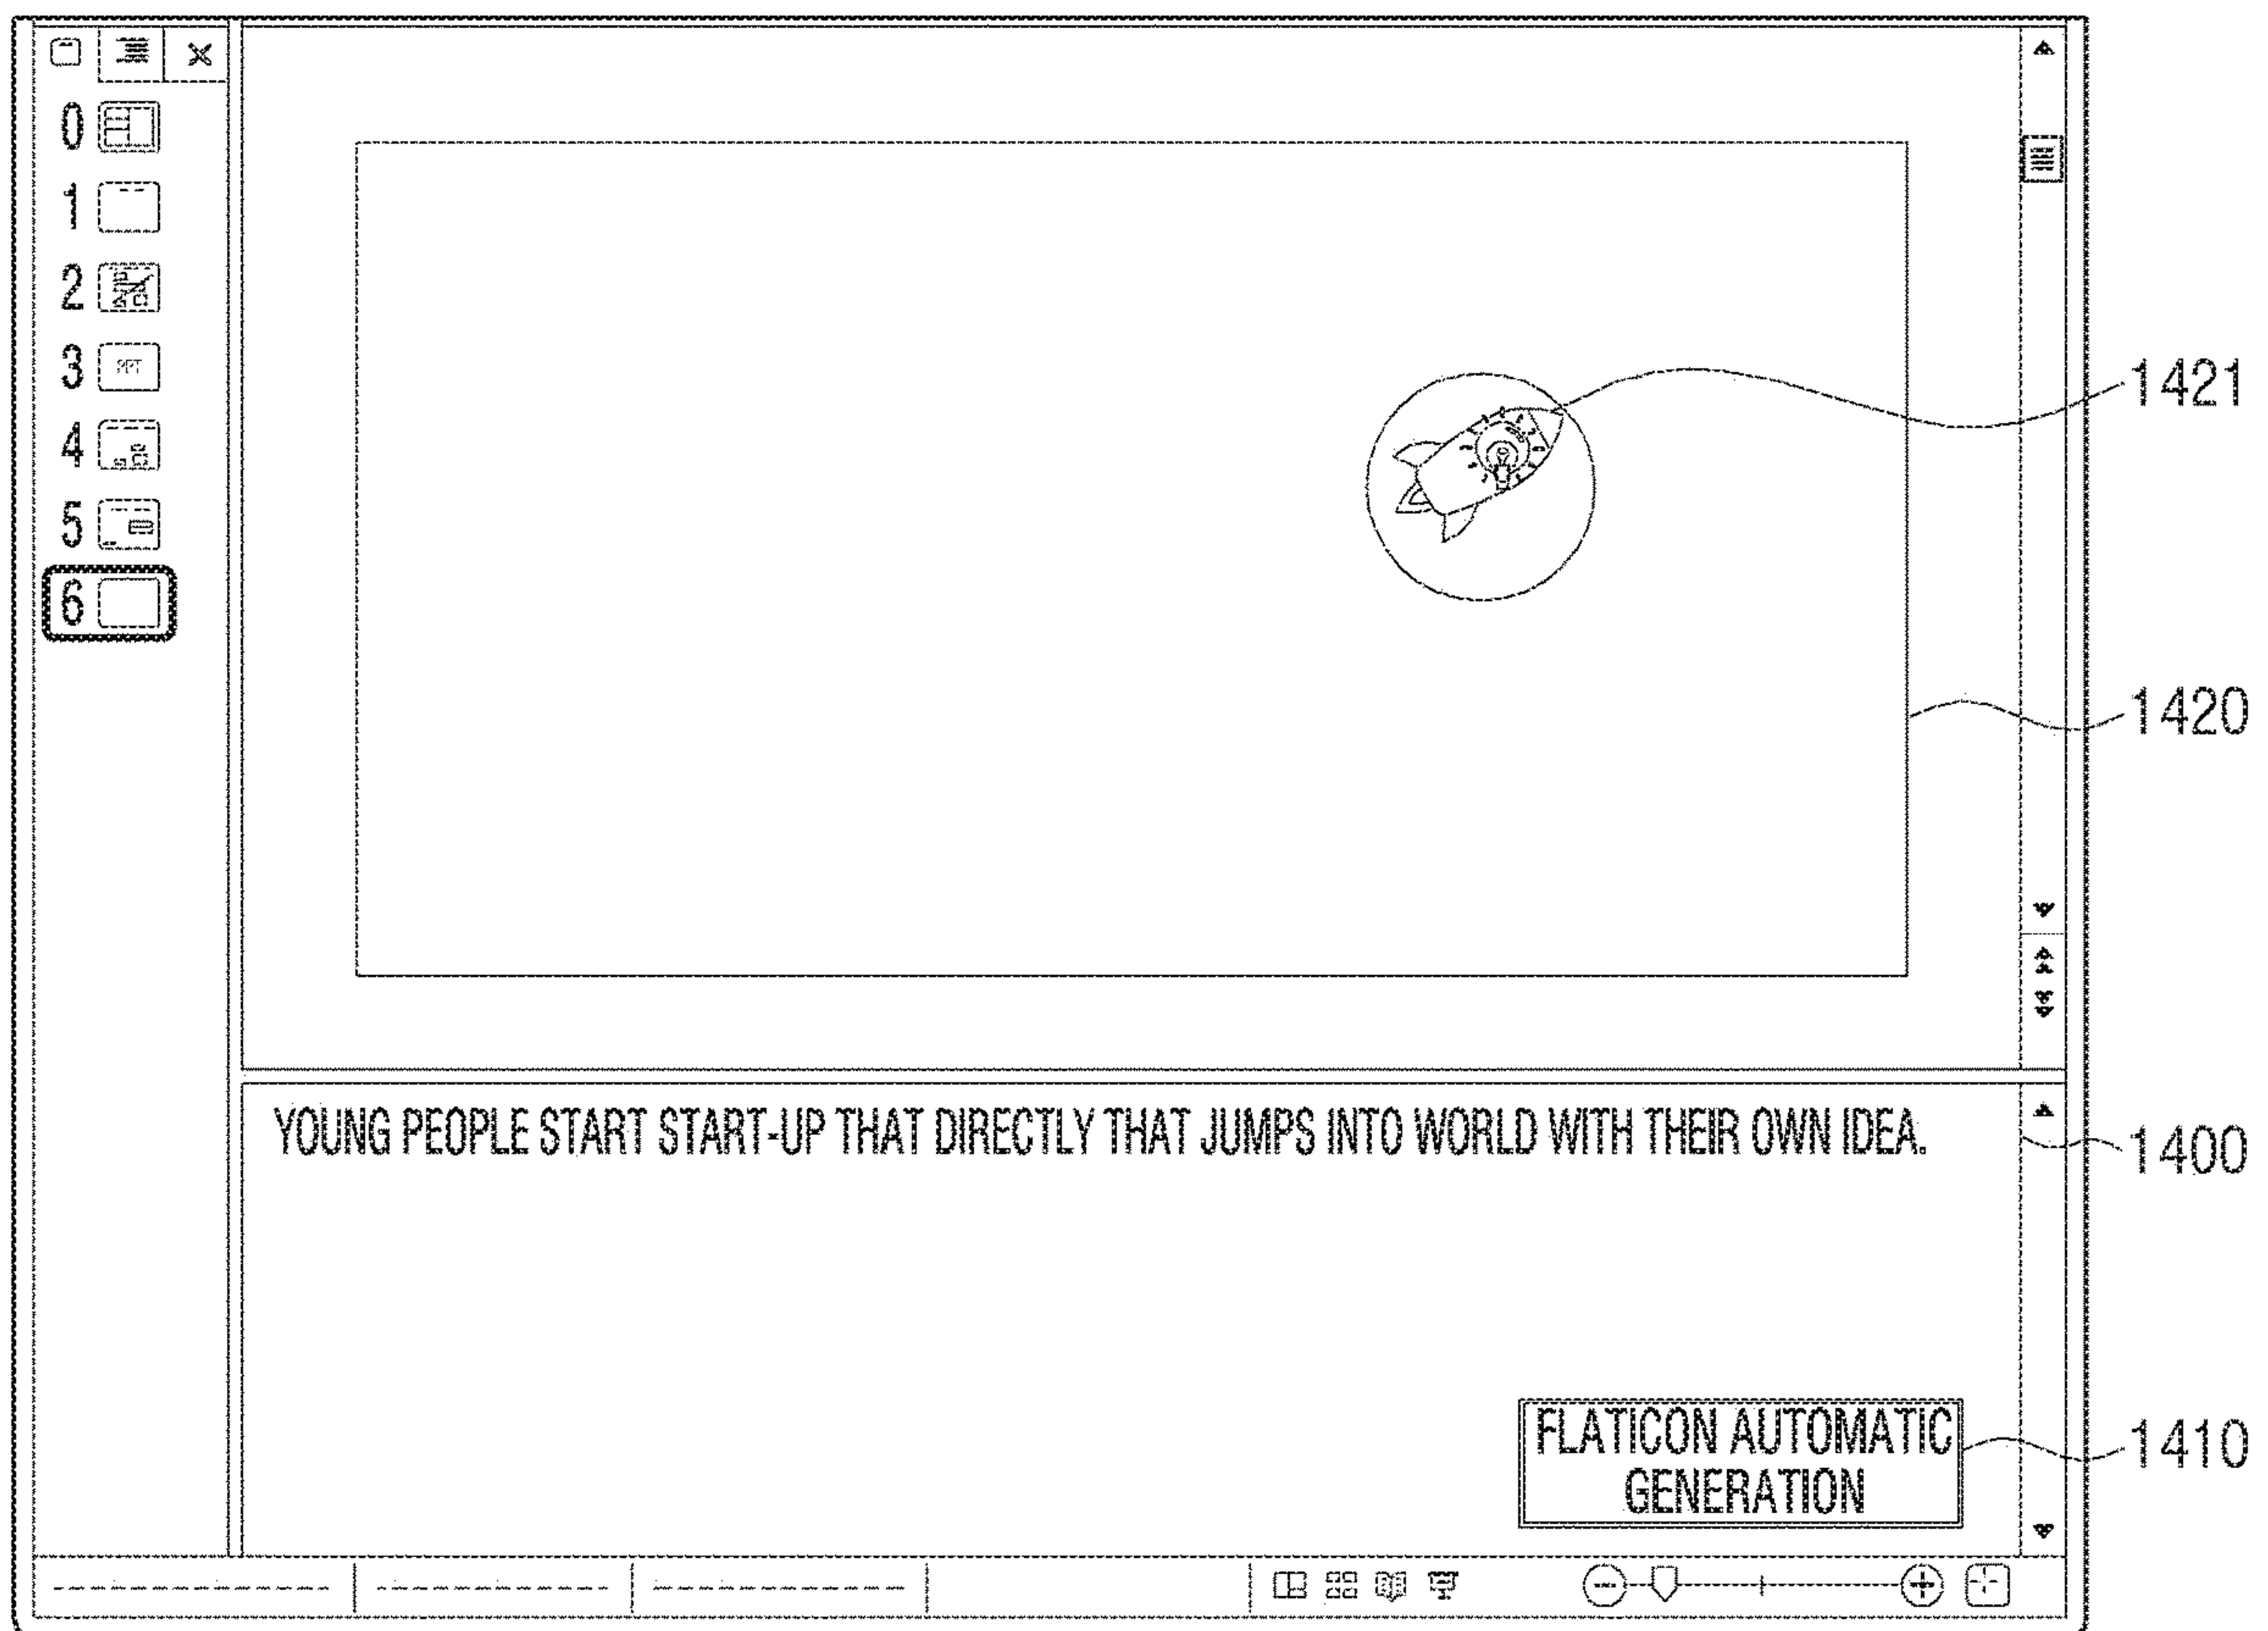 0
1
2
3 PPT
4
5
6
1421
1420
YOUNG PEOPLE START START-UP THAT DIRECTLY THAT JUMPS INTO WORLD WITH THEIR OWN IDEA.
1400
FLATICON AUTOMATIC
GENERATION
1410